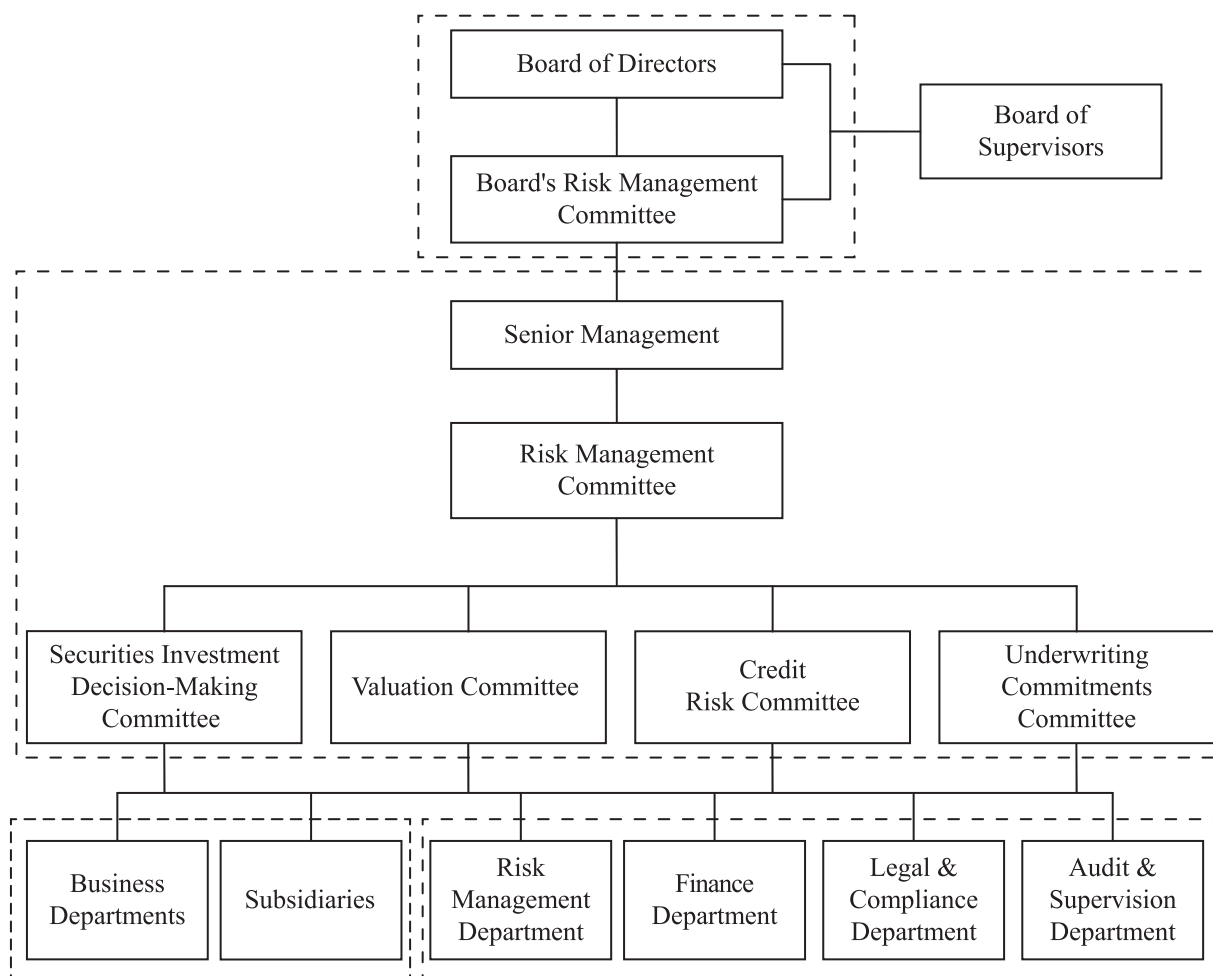 Board of Directors
Board of
Supervisors
Board's Risk Management
Committee
Senior Management
Risk Management
Committee
Securities Investment
Decision-Making
Committee
Valuation Committee
Credit
Risk Committee
Underwriting
Commitments
Committee
Business
Departments
Subsidiaries
Risk
Management
Department
Finance
Department
Legal &
Compliance
Department
Audit &
Supervision
Department